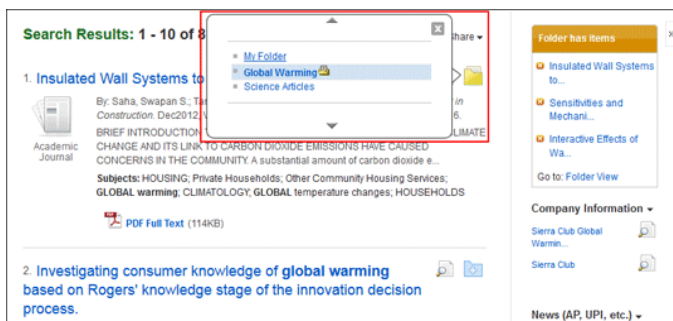 Search Results: 1 - 10 of 8
Share
My Folder
Global Warming
Science Articles
1. Insulated Wall Systems to
By: Saha, Swapan S.; in
Construction. Dec2012, 6.
BRIEF INTRODUCTION CLIMATE
CHANGE AND ITS LINK TO CARBON DIOXIDE EMISSIONS HAVE CAUSED
CONCERNS IN THE COMMUNITY. A substantial amount of carbon dioxide e...
Academic
Journal
Subjects: HOUSING; Private Households; Other Community Housing Services;
GLOBAL warming; CLIMATOLOGY; GLOBAL temperature changes; HOUSEHOLDS
PDF Full Text (114KB)
2. Investigating consumer knowledge of global warming
based on Rogers' knowledge stage of the innovation decision
process.
Folder has items
Insulated Wall Systems
to...
Sensitivities and
Mechani...
Interactive Effects of
Wa...
Go to: Folder View
Company Information
Sierra Club Global
Warmin...
Sierra Club
News (AP, UPI, etc.)